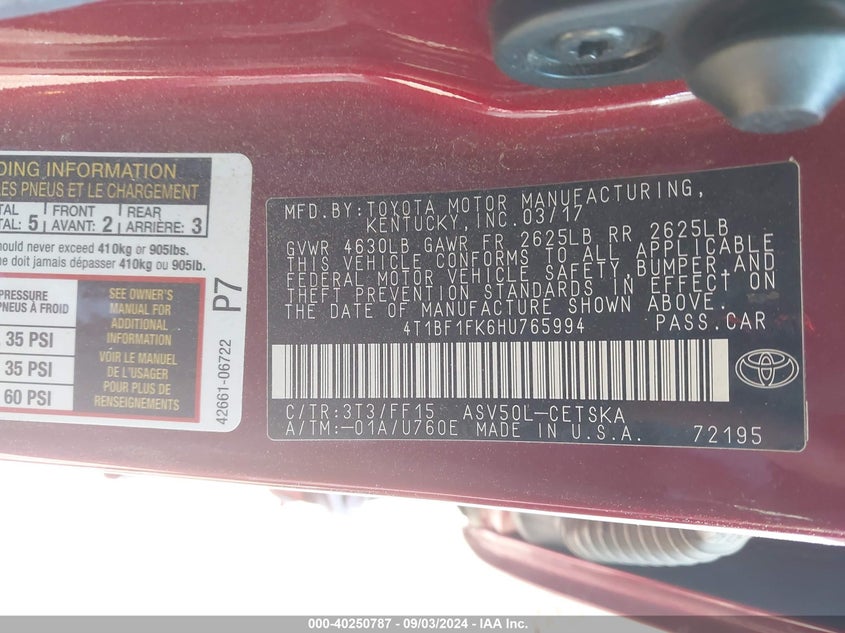 DING INFORMATION
LES PNEUS ET LE CHARGEMENT
TAL 5 FRONT 2 REAR 3
TAL: AVANT: ARRIÈRE:
should never exceed 410kg or 905lbs.
ne doit jamais dépasser 410kg ou 905lb.
PRESSURE
PNEUS À FROID
35 PSI
35 PSI
60 PSI
SEE OWNER'S
MANUAL FOR
ADDITIONAL
INFORMATION
VOIR LE MANUEL
DE L'USAGER
POUR PLUS DE
RENSEIGNEMENTS
42661-06722 P7
MFD.BY:TOYOTA MOTOR MANUFACTURING,
KENTUCKY,INC.03/17
GVWR 4630LB GAWR FR 2625LB RR 2625LB
THIS VEHICLE CONFORMS TO ALL APPLICABLE
FEDERAL MOTOR VEHICLE SAFETY,BUMPER,AND
THEFT PREVENTION STANDARDS IN EFFECT ON
THE DATE OF MANUFACTURE SHOWN ABOVE.
4T1BF1FK6HU765994 PASS.CAR
C/TR:3T3/FF15 ASV50L-CETSKA
A/TM:-01A/U760E MADE IN U.S.A. 72195
000-40250787 - 09/03/2024 - IAA Inc.